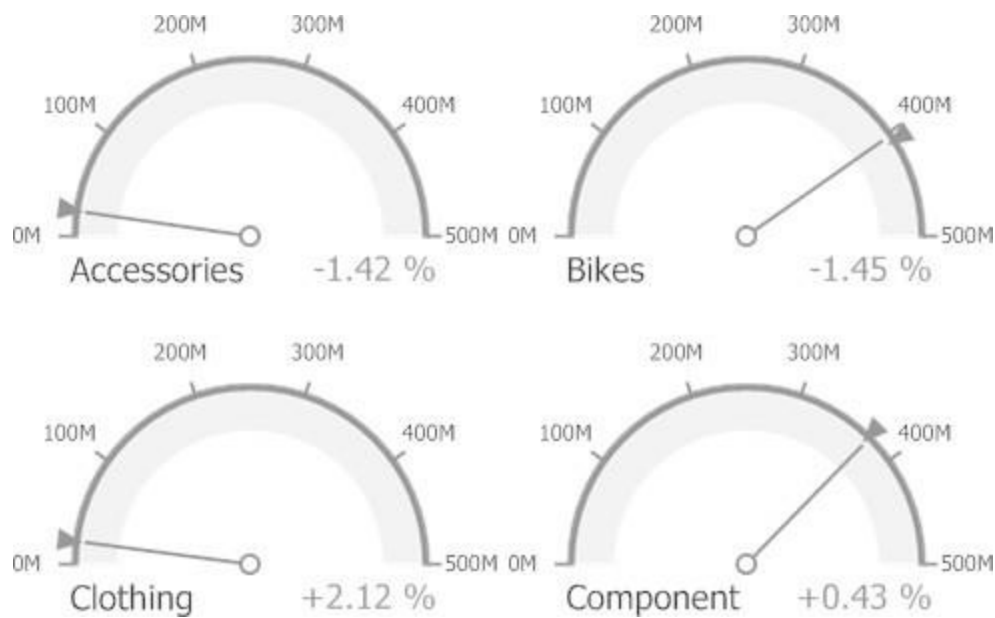 200M 300M
100M 400M
0M 500M
Accessories -1.42 %
200M 300M
100M 400M
0M 500M
Bikes -1.45 %
200M 300M
100M 400M
0M 500M
Clothing +2.12 %
200M 300M
100M 400M
0M 500M
Component +0.43 %